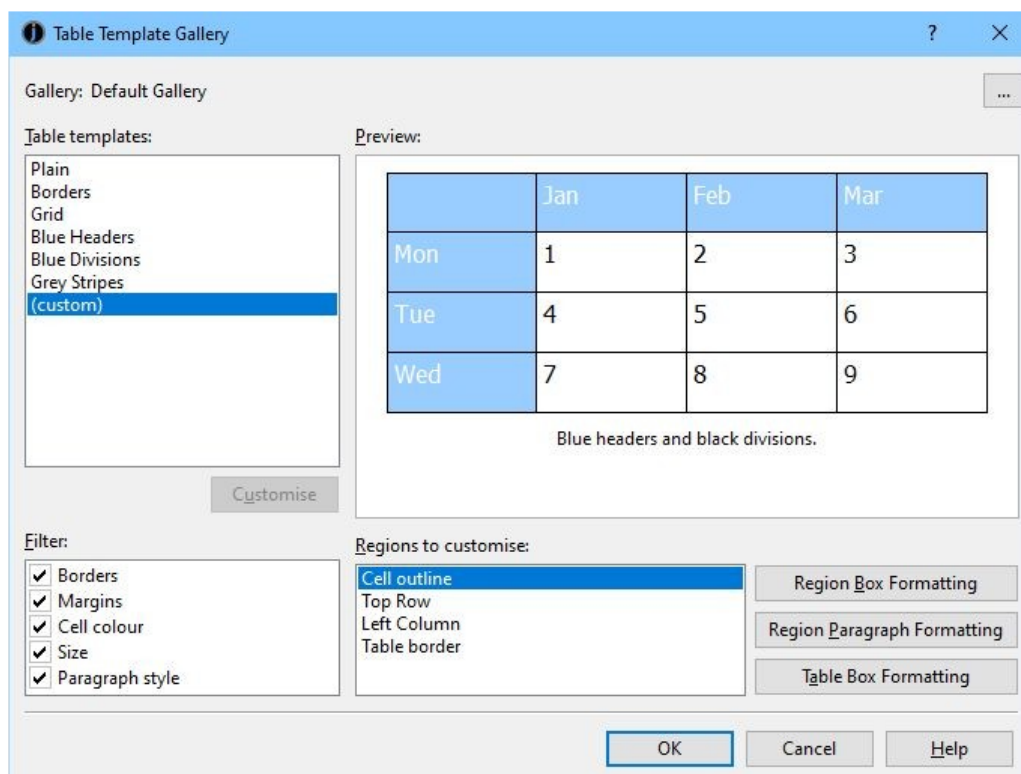 Table Template Gallery
?
Gallery: Default Gallery
...
Table templates:
Plain
Borders
Grid
Blue Headers
Blue Divisions
Grey Stripes
(custom)
Customise
Preview:
Jan Feb Mar
Mon 1 2 3
Tue 4 5 6
Wed 7 8 9
Blue headers and black divisions.
Filter:
Borders
Margins
Cell colour
Size
Paragraph style
Regions to customise:
Cell outline
Top Row
Left Column
Table border
Region Box Formatting
Region Paragraph Formatting
Table Box Formatting
OK
Cancel
Help